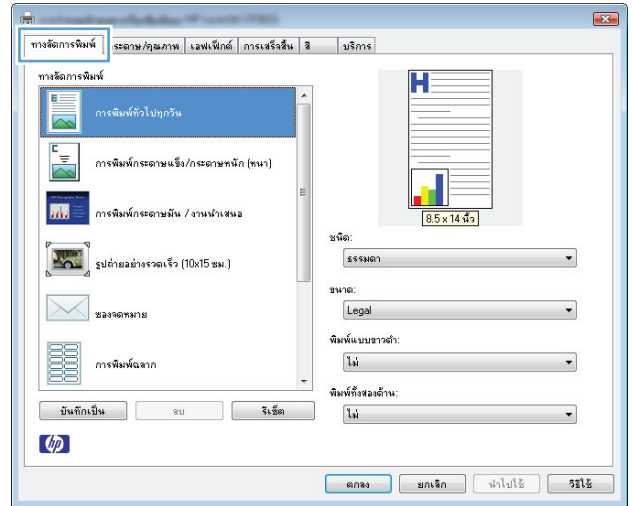 ทางลัดการพิมพ์
กระดาษ/คุณภาพ
เอฟเฟ็กต์
การเสร็จสิ้น
สี
บริการ
ทางลัดการพิมพ์
การพิมพ์ทั่วไปทุกวัน
การพิมพ์กระดาษแข็ง/กระดาษหนัก (หนา)
การพิมพ์กระดาษมัน / งานนำเสนอ
รูปถ่ายอย่างรวดเร็ว (10x15 ซม.)
ซองจดหมาย
การพิมพ์ฉลาก
บันทึกเป็น
ลบ
รีเซ็ต
8.5 x 14 นิ้ว
ชนิด:
ธรรมดา
ขนาด:
Legal
พิมพ์แบบขาวดำ:
ไม่
พิมพ์ทั้งสองด้าน:
ไม่
hp
ตกลง
ยกเลิก
นำไปใช้
วิธีใช้